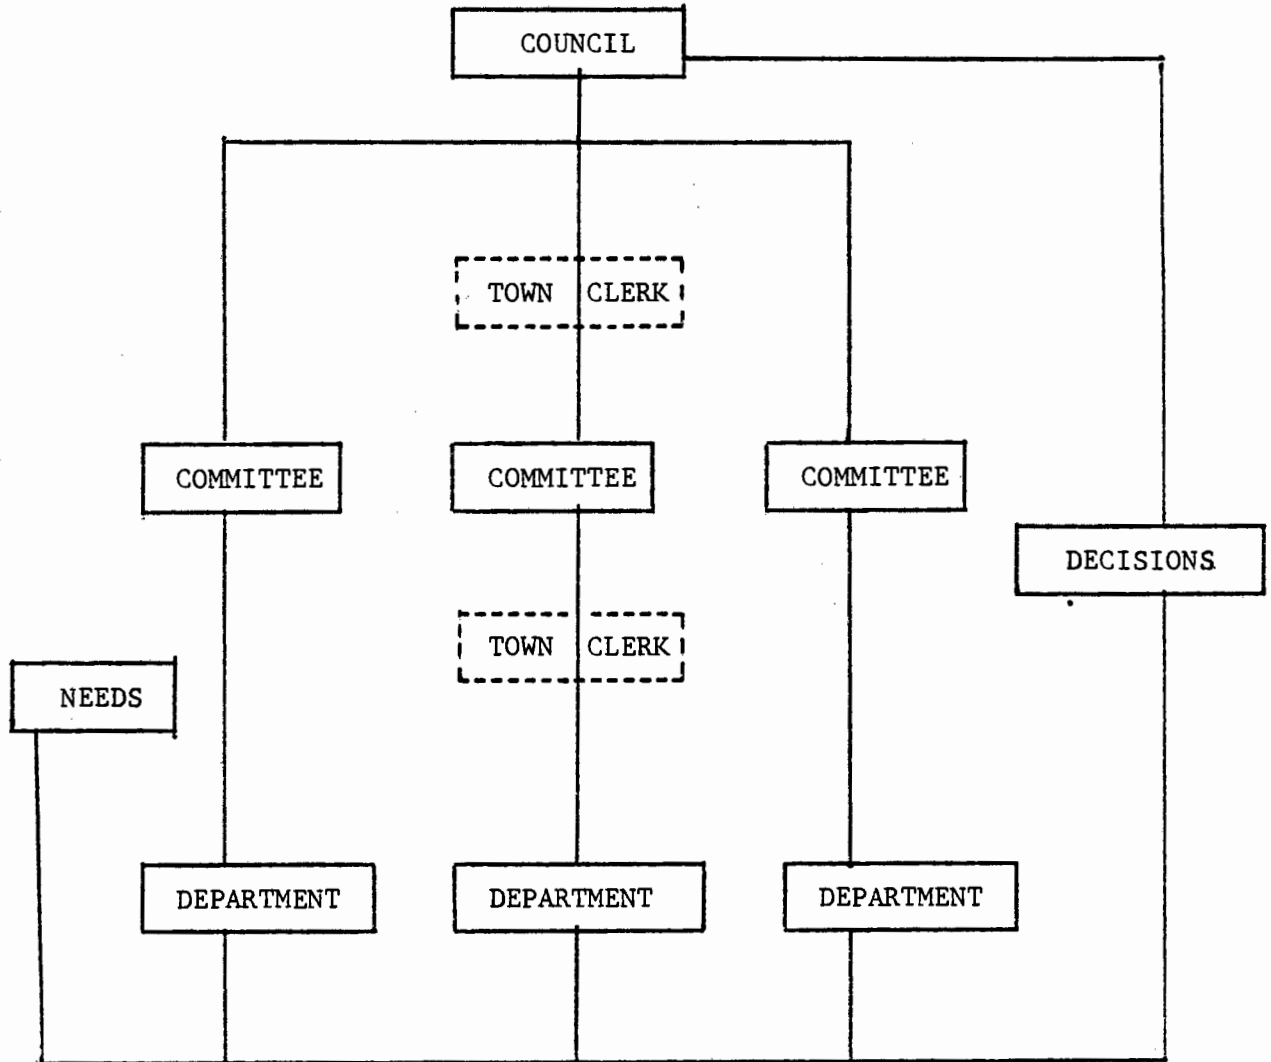 COUNCIL
TOWN CLERK
COMMITTEE COMMITTEE COMMITTEE
DECISIONS
TOWN CLERK
NEEDS
DEPARTMENT DEPARTMENT DEPARTMENT